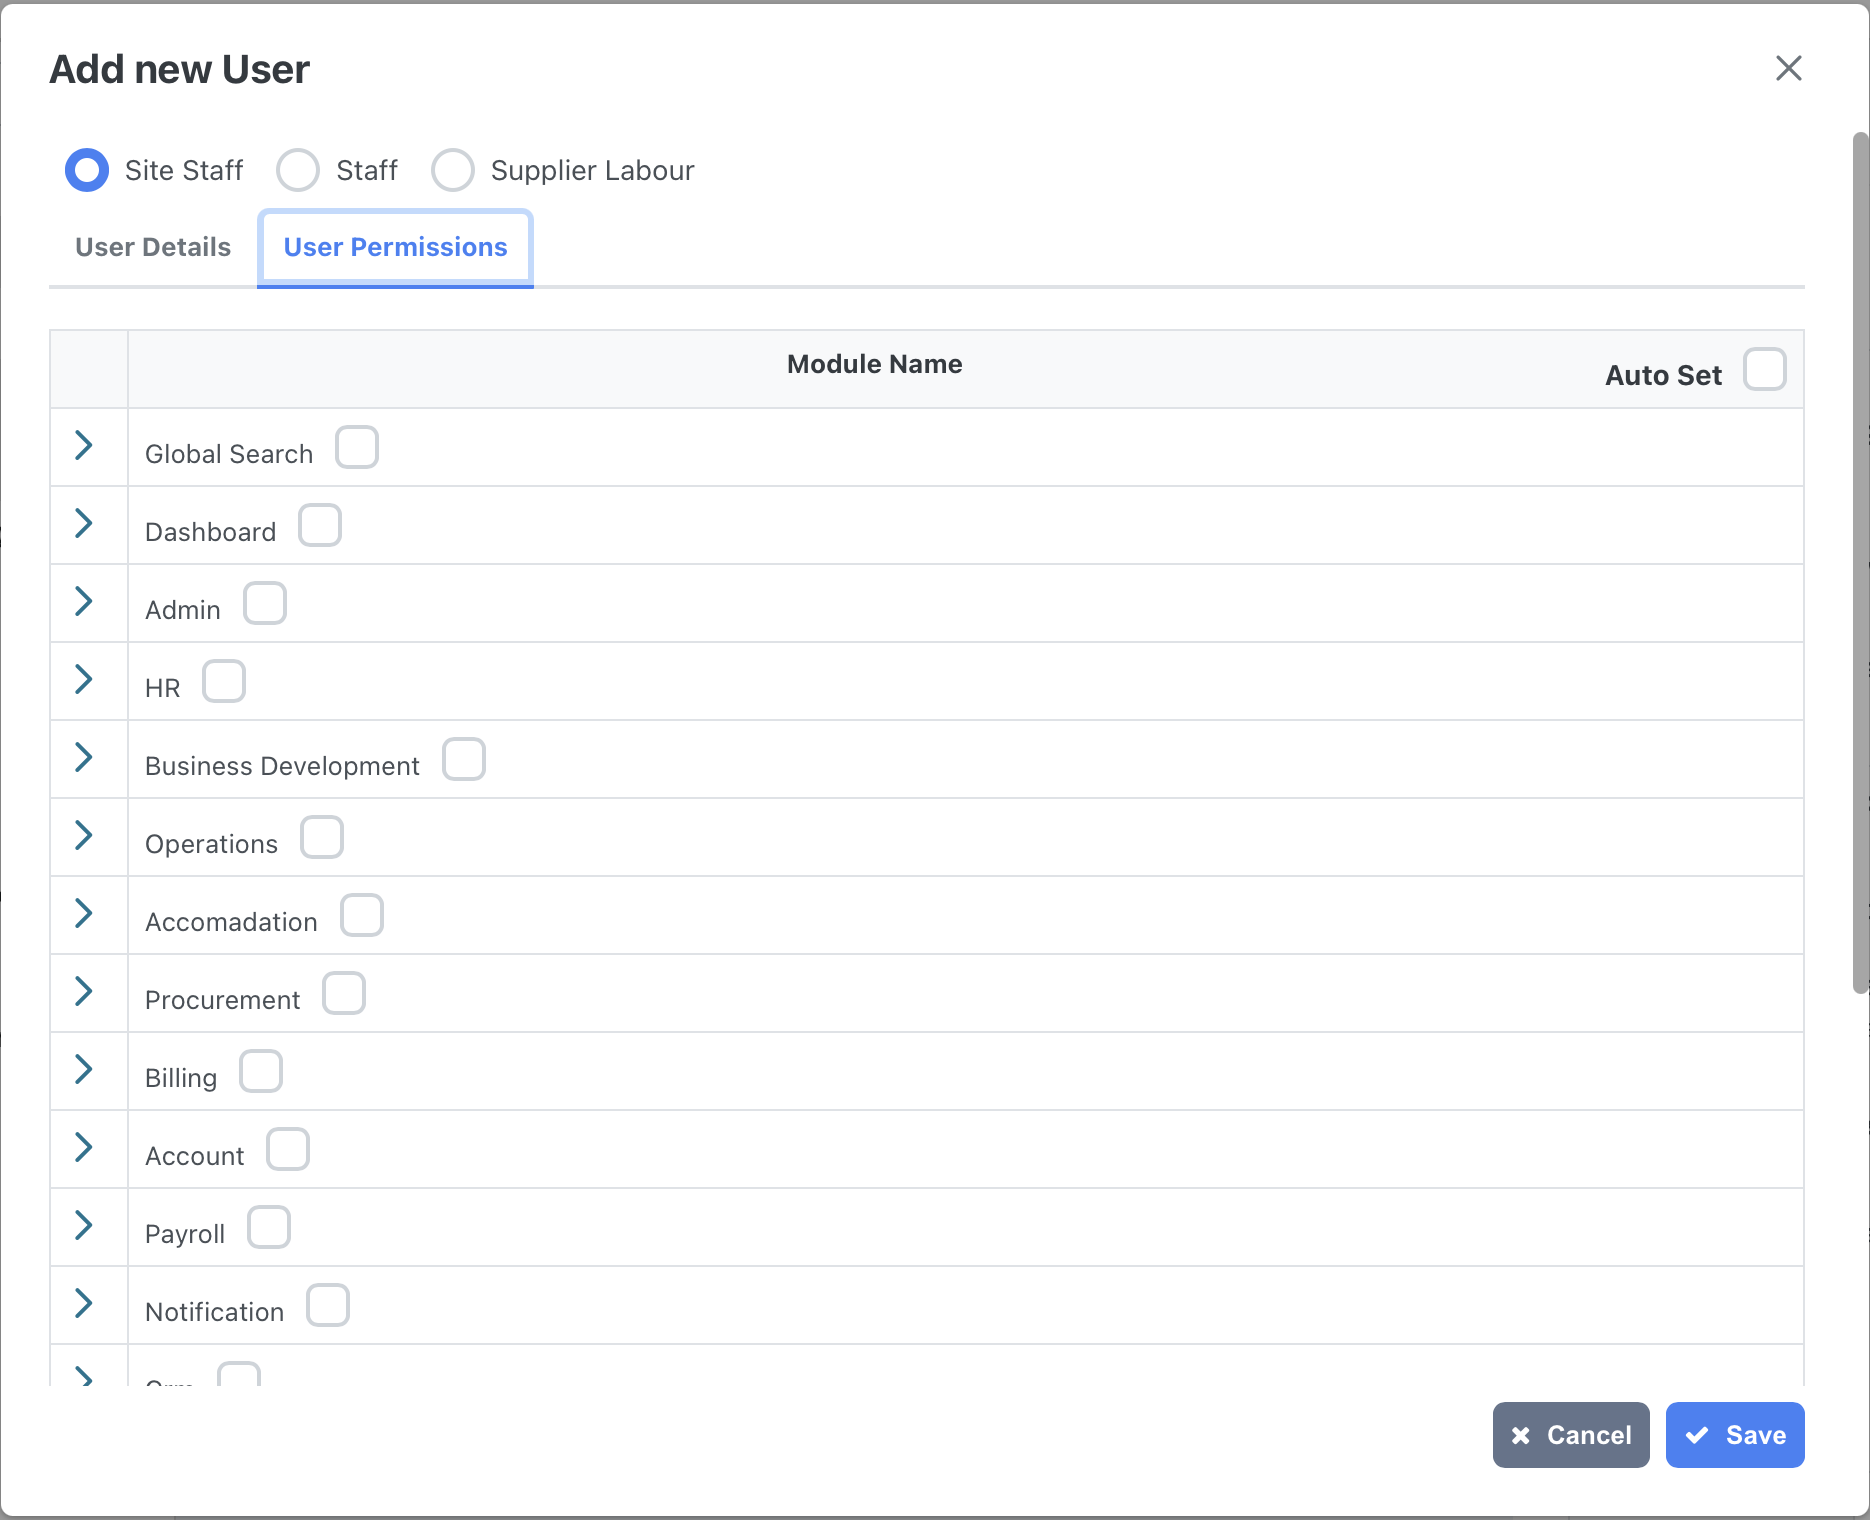 Add new User
Site Staff Staff Supplier Labour
User Details User Permissions
Module Name Auto Set
Global Search
Dashboard
Admin
HR
Business Development
Operations
Accomadation
Procurement
Billing
Account
Payroll
Notification
Cancel Save